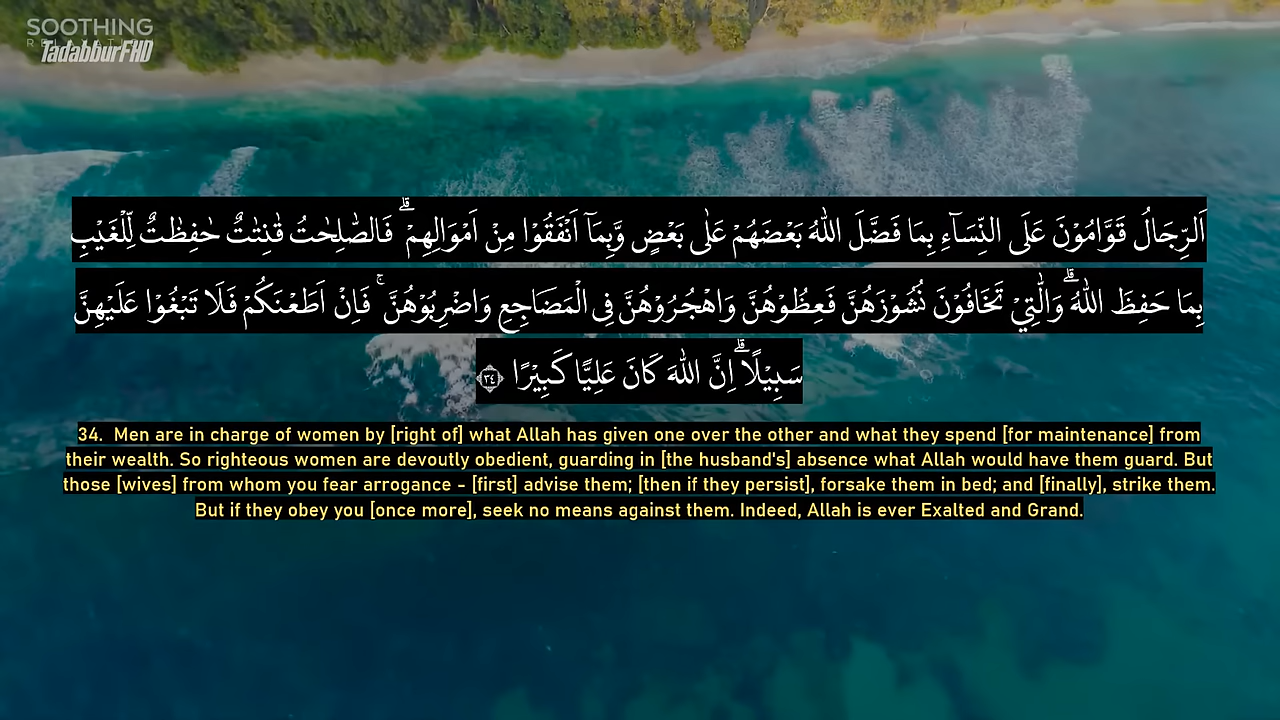 SOOTHING
TadabburFHD
اَلرِّجَالُ قَوَّامُوْنَ عَلَى النِّسَآءِ بِمَا فَضَّلَ اللّٰهُ بَعْضَهُمْ عَلٰى بَعْضٍ وَّبِمَآ اَنْفَقُوْا مِنْ اَمْوَالِهِمْ ۗ فَالصّٰلِحٰتُ قٰنِتٰتٌ حٰفِظٰتٌ لِّلْغَيْبِ
بِمَا حَفِظَ اللّٰهُ ۗ وَالّٰتِيْ تَخَافُوْنَ نُشُوْزَهُنَّ فَعِظُوْهُنَّ وَاهْجُرُوْهُنَّ فِى الْمَضَاجِعِ وَاضْرِبُوْهُنَّ ۚ فَاِنْ اَطَعْنَكُمْ فَلَا تَبْغُوْا عَلَيْهِنَّ
سَبِيْلًا ۗ اِنَّ اللّٰهَ كَانَ عَلِيًّا كَبِيْرًا ٣٤
34. Men are in charge of women by [right of] what Allah has given one over the other and what they spend [for maintenance] from
their wealth. So righteous women are devoutly obedient, guarding in [the husband's] absence what Allah would have them guard. But
those [wives] from whom you fear arrogance - [first] advise them; [then if they persist], forsake them in bed; and [finally], strike them.
But if they obey you [once more], seek no means against them. Indeed, Allah is ever Exalted and Grand.